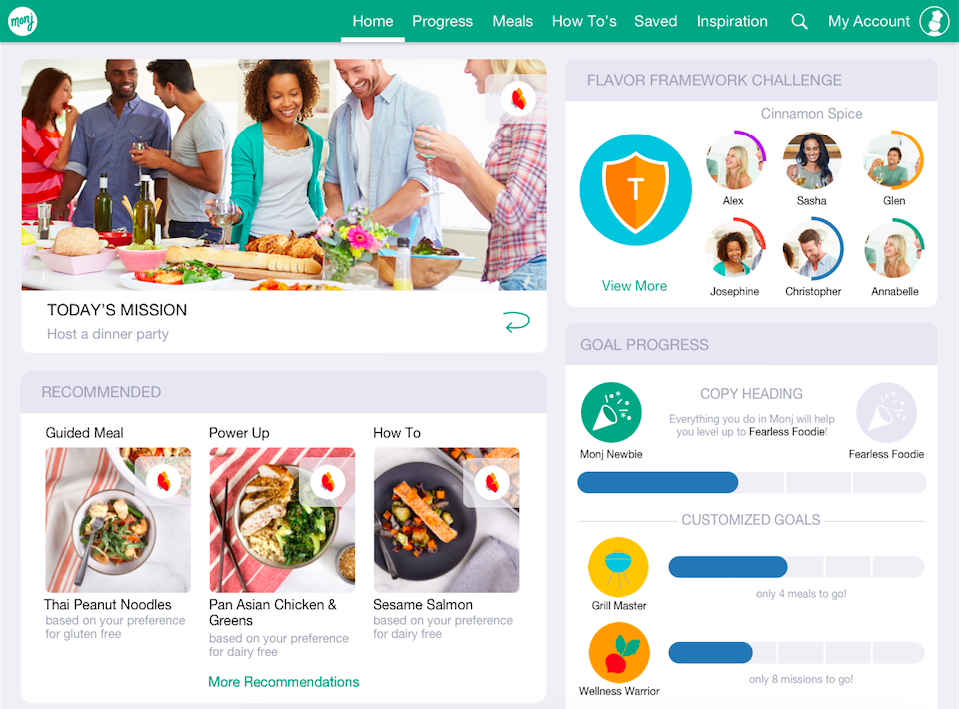 monj
Home
Progress
Meals
How To's
Saved
Inspiration
My Account
TODAY'S MISSION
Host a dinner party
RECOMMENDED
Guided Meal
Power Up
How To
Thai Peanut Noodles
based on your preference
for gluten free
Pan Asian Chicken &
Greens
based on your preference
for dairy free
Sesame Salmon
based on your preference
for dairy free
More Recommendations
FLAVOR FRAMEWORK CHALLENGE
Cinnamon Spice
T
View More
Alex
Sasha
Glen
Josephine
Christopher
Annabelle
GOAL PROGRESS
Monj Newbie
COPY HEADING
Everything you do in Monj will help
you level up to Fearless Foodie!
Fearless Foodie
CUSTOMIZED GOALS
Grill Master
only 4 meals to go!
Wellness Warrior
only 8 missions to go!